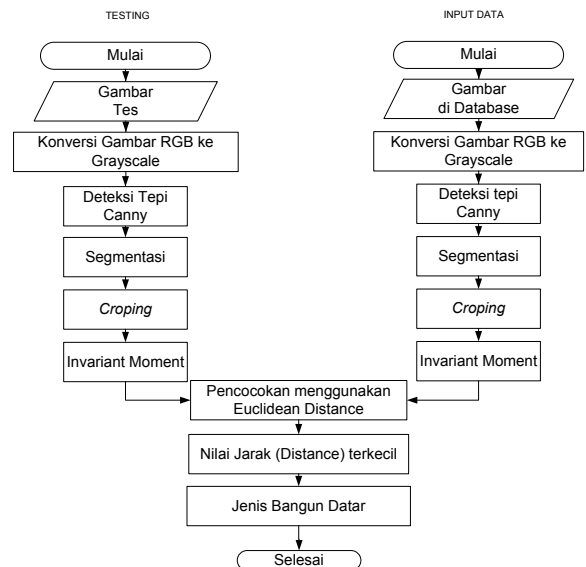 TESTING
Mulai
Gambar
Tes
Konversi Gambar RGB ke
Grayscale
Deteksi Tepi
Canny
Segmentasi
Croping
Invariant Moment
INPUT DATA
Mulai
Gambar
di Database
Konversi Gambar RGB ke
Grayscale
Deteksi tepi
Canny
Segmentasi
Croping
Invariant Moment
Pencocokan menggunakan
Euclidean Distance
Nilai Jarak (Distance) terkecil
Jenis Bangun Datar
Selesai